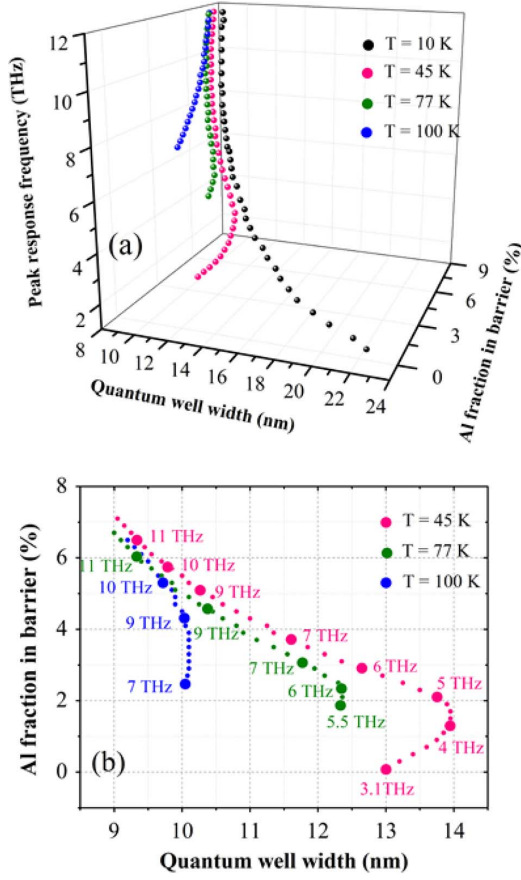 12
10
8
6
4
2
Peak response frequency (THz)
T = 10 K
T = 45 K
T = 77 K
T = 100 K
(a)
9
6
3
0
Al fraction in barrier (%)
8 10 12 14 16 18 20 22 24
Quantum well width (nm)
8
6
4
2
0
Al fraction in barrier (%)
T = 45 K
T = 77 K
T = 100 K
11 THz
11 THz
10 THz
10 THz
9 THz
9 THz
9 THz
7 THz
7 THz
6 THz
7 THz
6 THz
5 THz
5.5 THz
4 THz
3.1THz
(b)
9 10 11 12 13 14
Quantum well width (nm)